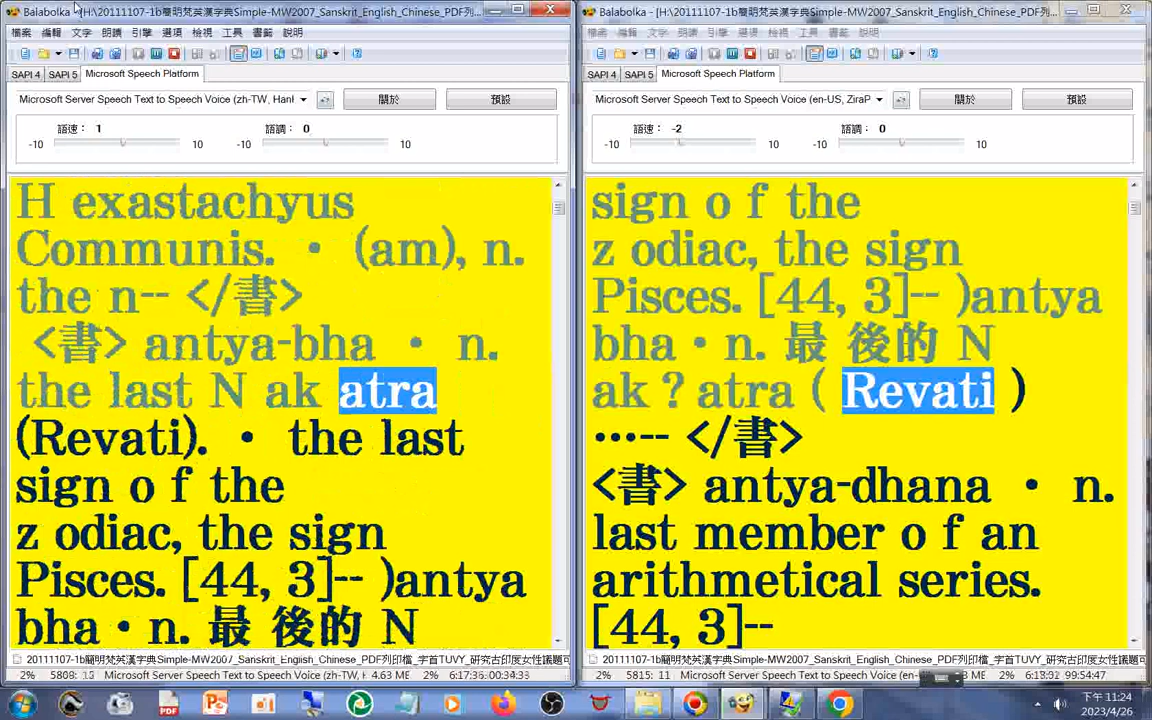 Balabolka - [H:\20111107-1b簡明梵英漢字典Simple-MW2007_Sanskrit_English_Chinese_PDF列...
檔案 編輯 文字 朗讀 引擎 選項 檢視 工具 書籤 說明
SAPI 4 SAPI 5 Microsoft Speech Platform
Microsoft Server Speech Text to Speech Voice (zh-TW, Hanl 關於 預設
語速： 1 語調： 0
-10 10 -10 10
H exastachyus
Communis. • (am), n.
the n-- </書>
<書> antya-bha • n.
the last N ak atra
(Revati). • the last
sign o f the
z odiac, the sign
Pisces. [44, 3]-- )antya
bha • n. 最 後的 N
20111107-1b簡明梵英漢字典Simple-MW2007_Sanskrit_English_Chinese_PDF列印檔_字首TUVY_研究古印度女性議題可
2% 5808: 15 Microsoft Server Speech Text to Speech Voice (zh-TW, H 4.63 ME 2% 6:17:36:00:34:33
Balabolka - [H:\20111107-1b簡明梵英漢字典Simple-MW2007_Sanskrit_English_Chinese_PDF列...
檔案 編輯 文字 朗讀 引擎 選項 檢視 工具 書籤 說明
SAPI 4 SAPI 5 Microsoft Speech Platform
Microsoft Server Speech Text to Speech Voice (en-US, ZiraP 關於 預設
語速： -2 語調： 0
-10 10 -10 10
sign o f the
z odiac, the sign
Pisces. [44, 3]-- )antya
bha • n. 最 後的 N
ak ? atra ( Revati )
…-- </書>
<書> antya-dhana • n.
last member o f an
arithmetical series.
[44, 3]--
20111107-1b簡明梵英漢字典Simple-MW2007_Sanskrit_English_Chinese_PDF列印檔_字首TUVY_研究古印度女性議題可
2% 5815: 11 Microsoft Server Speech Text to Speech Voice (en-US, Z 4.63 ME 2%
下午 11:24
2023/4/26